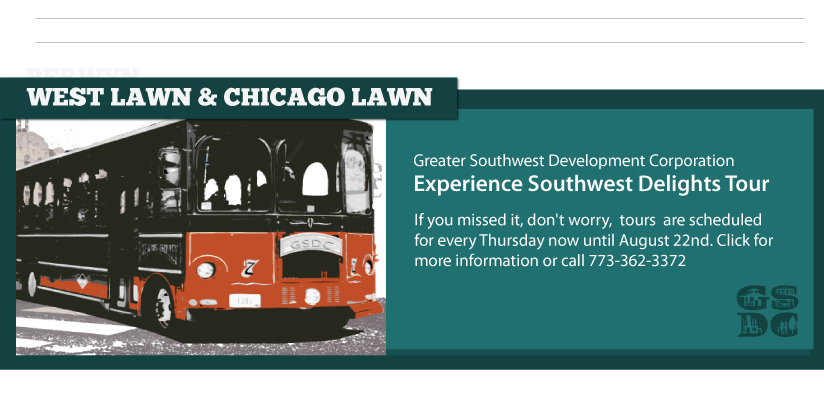 BERWYN
WEST LAWN & CHICAGO LAWN
Greater Southwest Development Corporation
Experience Southwest Delights Tour
If you missed it, don't worry, tours are scheduled
for every Thursday now until August 22nd. Click for
more information or call 773-362-3372
GSDC
7
GS
DC